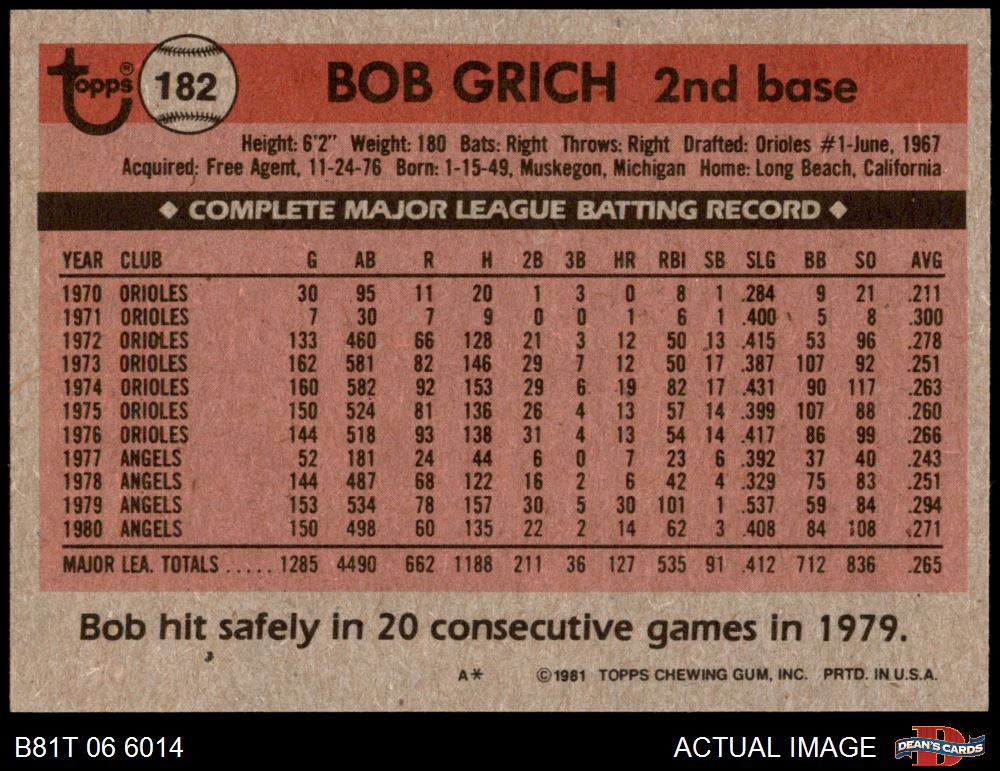 Topps® 182 BOB GRICH 2nd base
Height: 6'2" Weight: 180 Bats: Right Throws: Right Drafted: Orioles #1-June, 1967
Acquired: Free Agent, 11-24-76 Born: 1-15-49, Muskegon, Michigan Home: Long Beach, California
◆ COMPLETE MAJOR LEAGUE BATTING RECORD ◆
YEAR CLUB G AB R H 2B 3B HR RBI SB SLG BB SO AVG
1970 ORIOLES 30 95 11 20 1 3 0 8 1 .284 9 21 .211
1971 ORIOLES 7 30 7 9 0 0 1 6 1 .400 5 8 .300
1972 ORIOLES 133 460 66 128 21 3 12 50 13 .415 53 96 .278
1973 ORIOLES 162 581 82 146 29 7 12 50 17 .387 107 92 .251
1974 ORIOLES 160 582 92 153 29 6 19 82 17 .431 90 117 .263
1975 ORIOLES 150 524 81 136 26 4 13 57 14 .399 107 88 .260
1976 ORIOLES 144 518 93 138 31 4 13 54 14 .417 86 99 .266
1977 ANGELS 52 181 24 44 6 0 7 23 6 .392 37 40 .243
1978 ANGELS 144 487 68 122 16 2 6 42 4 .329 75 83 .251
1979 ANGELS 153 534 78 157 30 5 30 101 1 .537 59 84 .294
1980 ANGELS 150 498 60 135 22 2 14 62 3 .408 84 108 .271
MAJOR LEA. TOTALS ..... 1285 4490 662 1188 211 36 127 535 91 .412 712 836 .265
Bob hit safely in 20 consecutive games in 1979.
A* ©1981 TOPPS CHEWING GUM, INC. PRTD. IN U.S.A.
B81T 06 6014 ACTUAL IMAGE DEAN'S CARDS